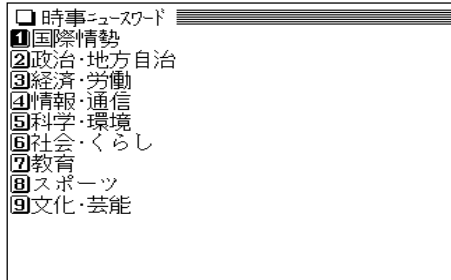 時事ﾆｭｰｽﾜｰﾄﾞ
1国際情勢
2政治·地方自治
3経済·労働
4情報·通信
5科学·環境
6社会·くらし
7教育
8スポーツ
9文化·芸能